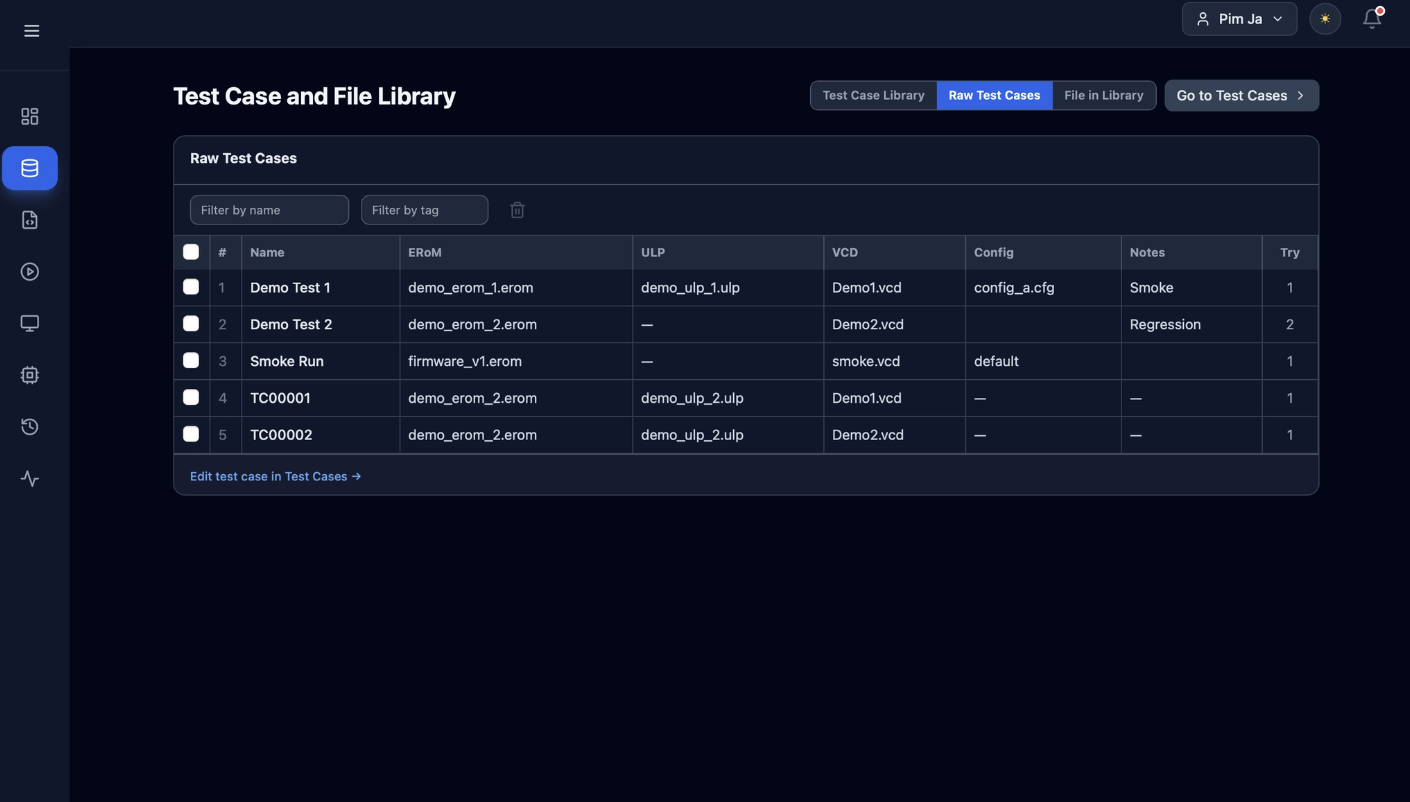 Pim Ja
Test Case and File Library
Test Case Library Raw Test Cases File in Library Go to Test Cases
Raw Test Cases
Filter by name Filter by tag
# Name ERoM ULP VCD Config Notes Try
1 Demo Test 1 demo_erom_1.erom demo_ulp_1.ulp Demo1.vcd config_a.cfg Smoke 1
2 Demo Test 2 demo_erom_2.erom — Demo2.vcd Regression 2
3 Smoke Run firmware_v1.erom — smoke.vcd default 1
4 TC00001 demo_erom_2.erom demo_ulp_2.ulp Demo1.vcd — — 1
5 TC00002 demo_erom_2.erom demo_ulp_2.ulp Demo2.vcd — — 1
Edit test case in Test Cases →